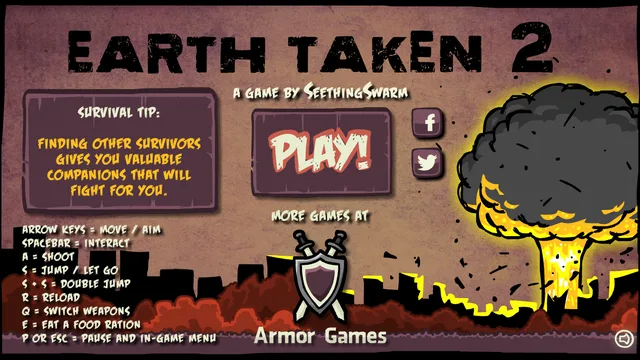 EARTH TAKEN 2
A GAME BY SEETHINGSWARM
SURVIVAL TIP:
FINDING OTHER SURVIVORS
GIVES YOU VALUABLE
COMPANIONS THAT WILL
FIGHT FOR YOU.
PLAY!
f
MORE GAMES AT
Armor Games
ARROW KEYS = MOVE / AIM
SPACEBAR = INTERACT
A = SHOOT
S = JUMP / LET GO
S + S = DOUBLE JUMP
R = RELOAD
Q = SWITCH WEAPONS
E = EAT A FOOD RATION
P OR ESC = PAUSE AND IN-GAME MENU